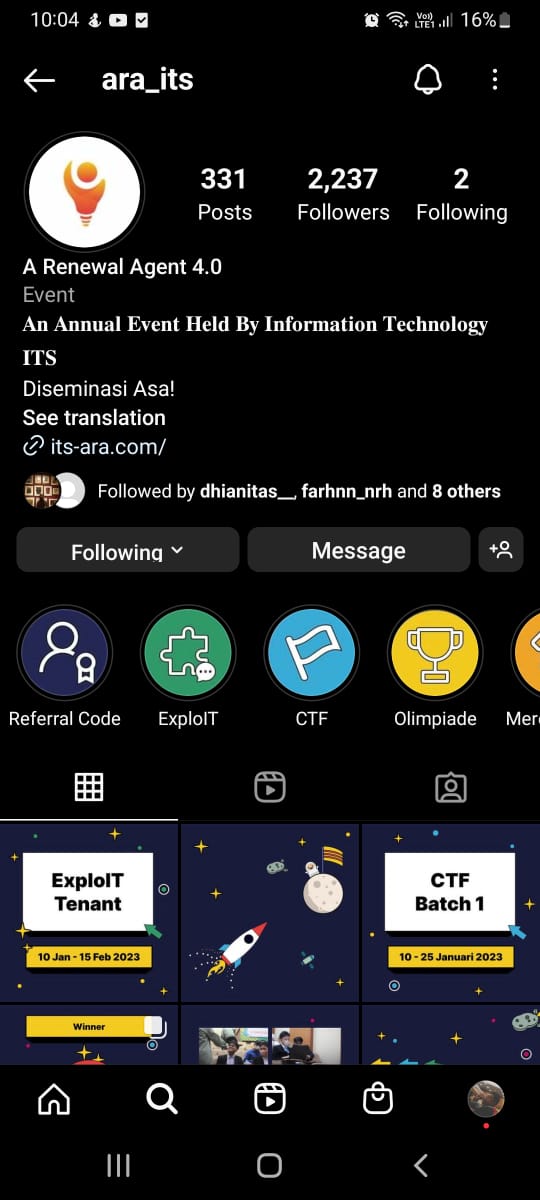 10:04
Vo))
LTE1
16%
ara_its
331
2,237
2
Posts
Followers
Following
A Renewal Agent 4.0
Event
An Annual Event Held By Information Technology
ITS
Diseminasi Asa!
See translation
its-ara.com/
Followed by dhianitas__, farhnn_nrh and 8 others
Following
Message
Referral Code
ExploIT
CTF
Olimpiade
Mer
ExploIT
Tenant
10 Jan - 15 Feb 2023
CTF
Batch 1
10 - 25 Januari 2023
Winner